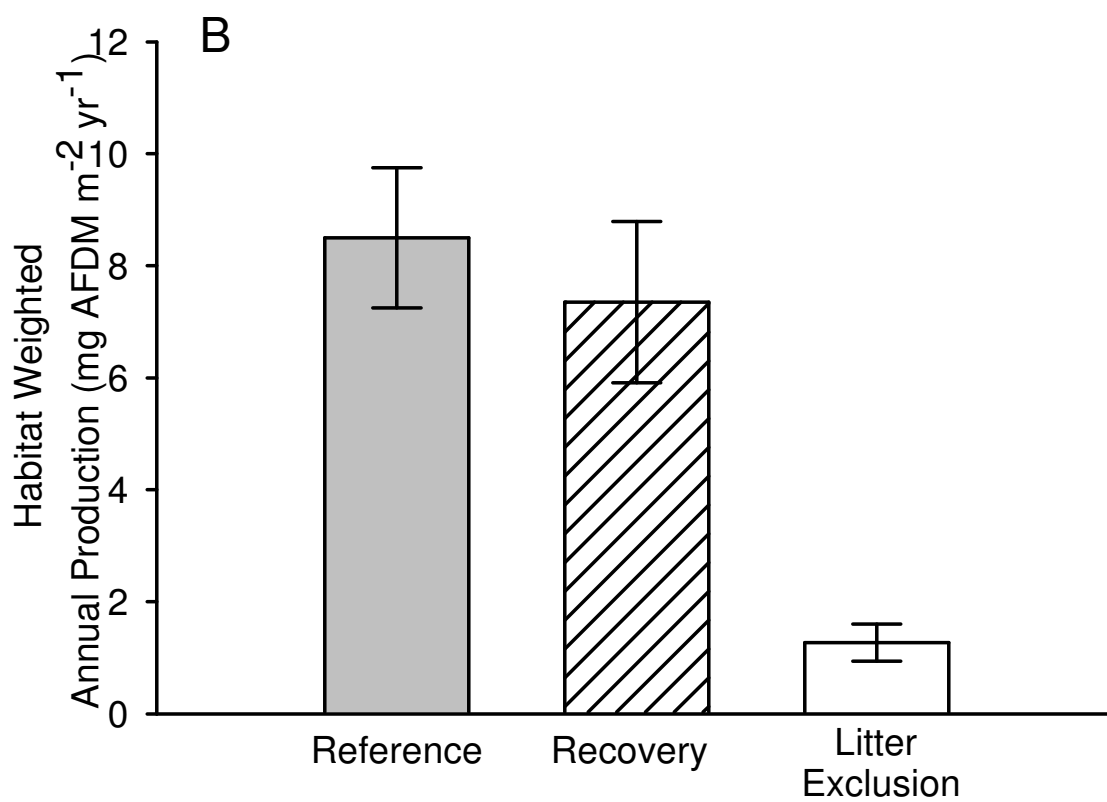 B
Habitat Weighted
Annual Production (mg AFDM m-2 yr-1)
12
10
8
6
4
2
0
Reference
Recovery
Litter
Exclusion